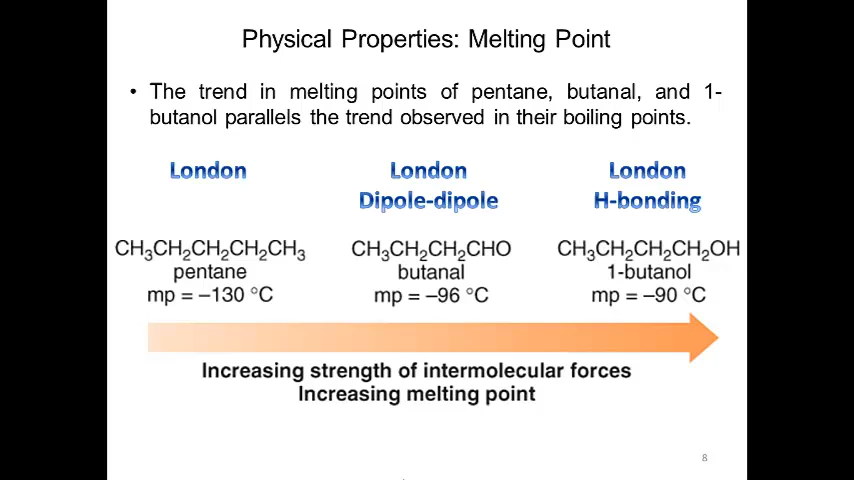 Physical Properties: Melting Point
• The trend in melting points of pentane, butanal, and 1-
butanol parallels the trend observed in their boiling points.
London London London
Dipole-dipole H-bonding
CH₃CH₂CH₂CH₂CH₃ CH₃CH₂CH₂CHO CH₃CH₂CH₂CH₂OH
pentane butanal 1-butanol
mp = –130 °C mp = –96 °C mp = –90 °C
Increasing strength of intermolecular forces
Increasing melting point
8